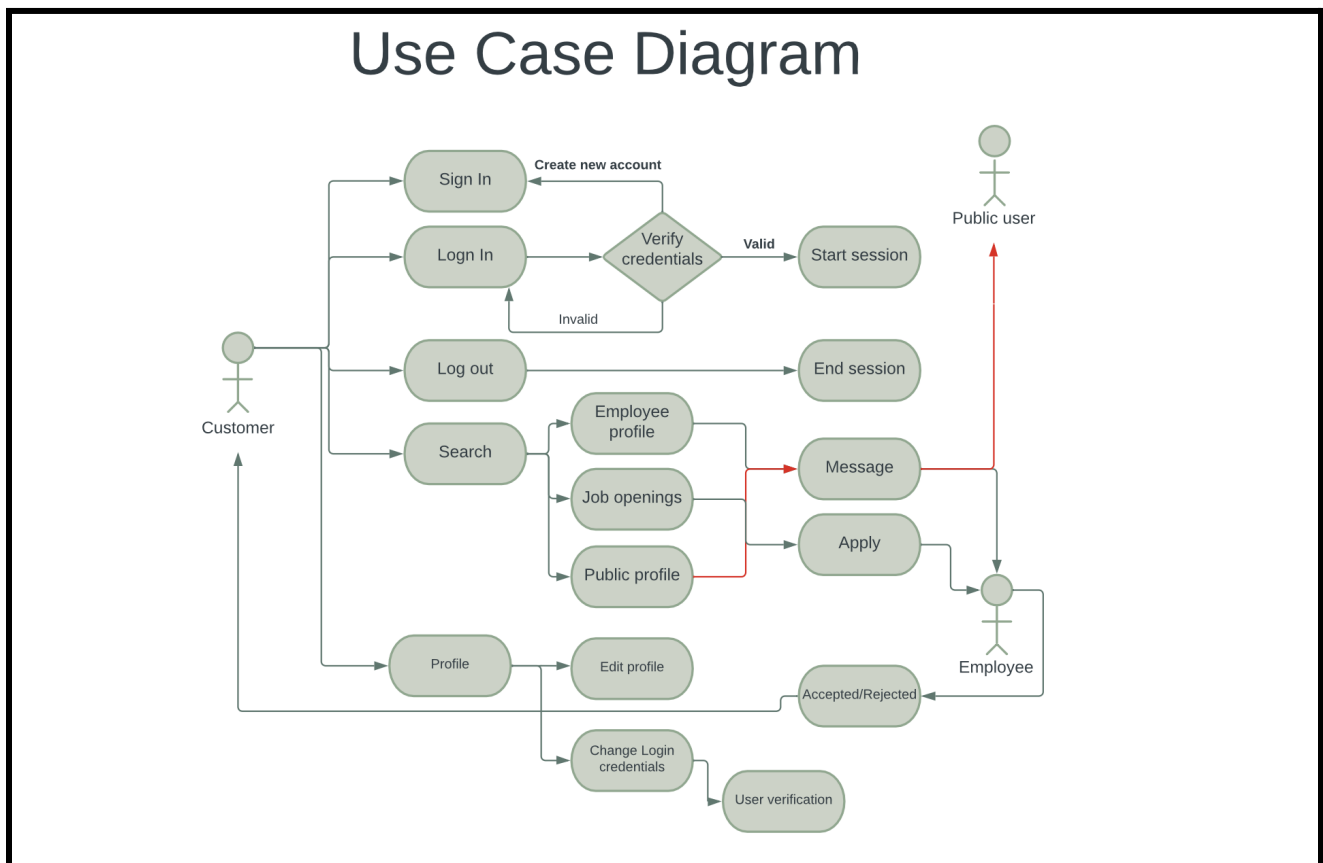 Use Case Diagram
Create new account
Sign In
Public user
Verify
credentials
Valid
Logn In
Start session
Invalid
Log out
End session
Customer
Employee
profile
Search
Message
Job openings
Apply
Public profile
Employee
Profile
Edit profile
Accepted/Rejected
Change Login
credentials
User verification